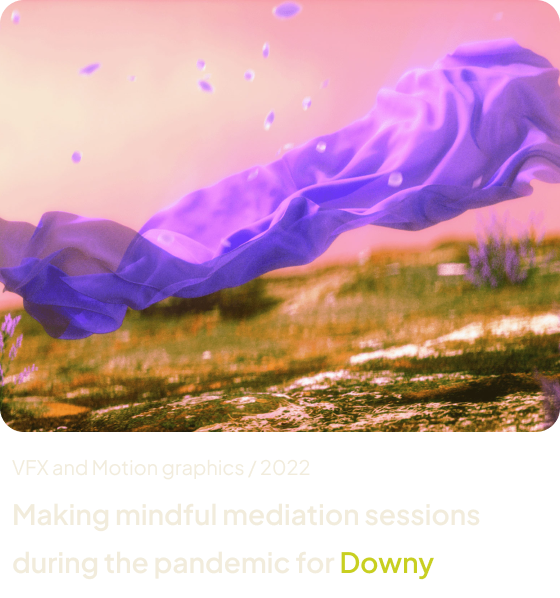 VFX and Motion graphics / 2022
Making mindful mediation sessions
during the pandemic for Downy